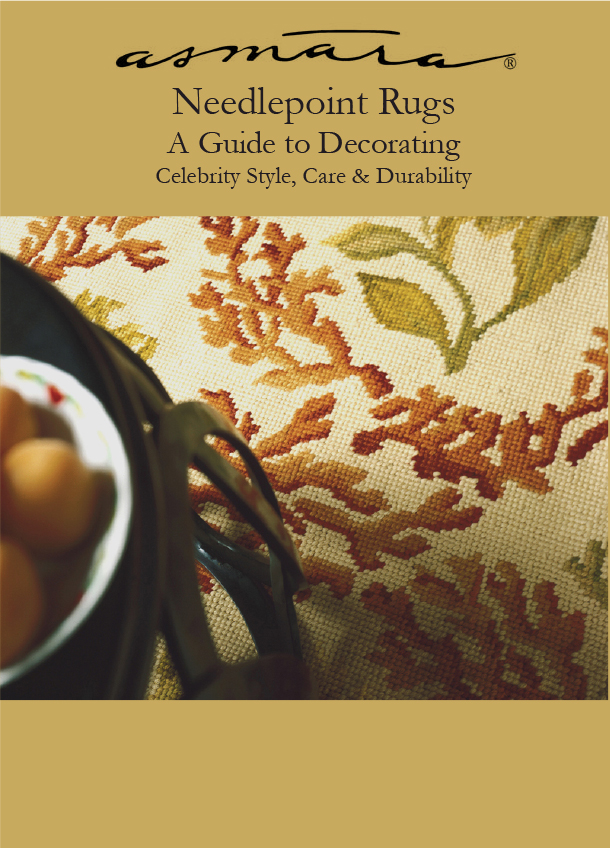 asmara®
Needlepoint Rugs
A Guide to Decorating
Celebrity Style, Care & Durability